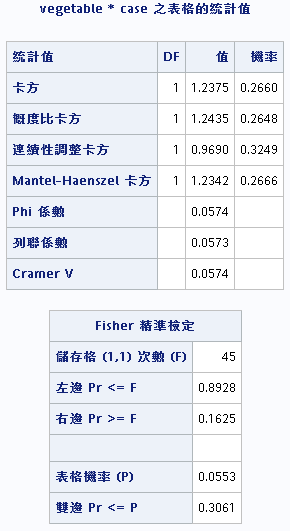 vegetable * case 之表格的統計值
統計值 DF 值 機率
卡方 1 1.2375 0.2660
概度比卡方 1 1.2435 0.2648
連續性調整卡方 1 0.9690 0.3249
Mantel-Haenszel 卡方 1 1.2342 0.2666
Phi 係數 0.0574
列聯係數 0.0573
Cramer V 0.0574
Fisher 精準檢定
儲存格 (1,1) 次數 (F) 45
左邊 Pr <= F 0.8928
右邊 Pr >= F 0.1625
表格機率 (P) 0.0553
雙邊 Pr <= P 0.3061